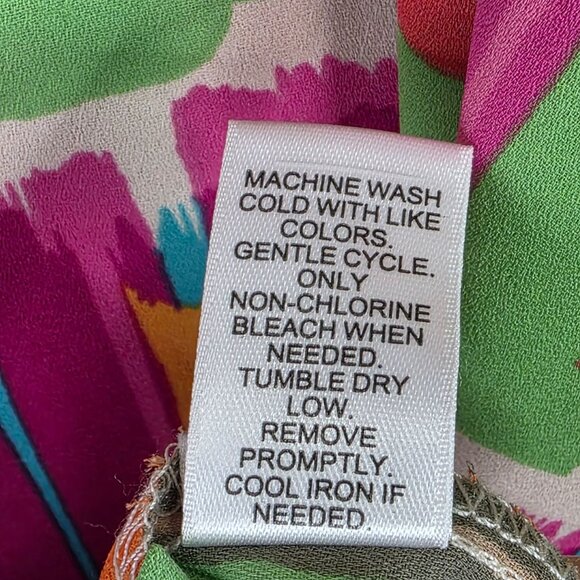 MACHINE WASH
COLD WITH LIKE
COLORS.
GENTLE CYCLE.
ONLY
NON-CHLORINE
BLEACH WHEN
NEEDED.
TUMBLE DRY
LOW.
REMOVE
PROMPTLY.
COOL IRON IF
NEEDED.